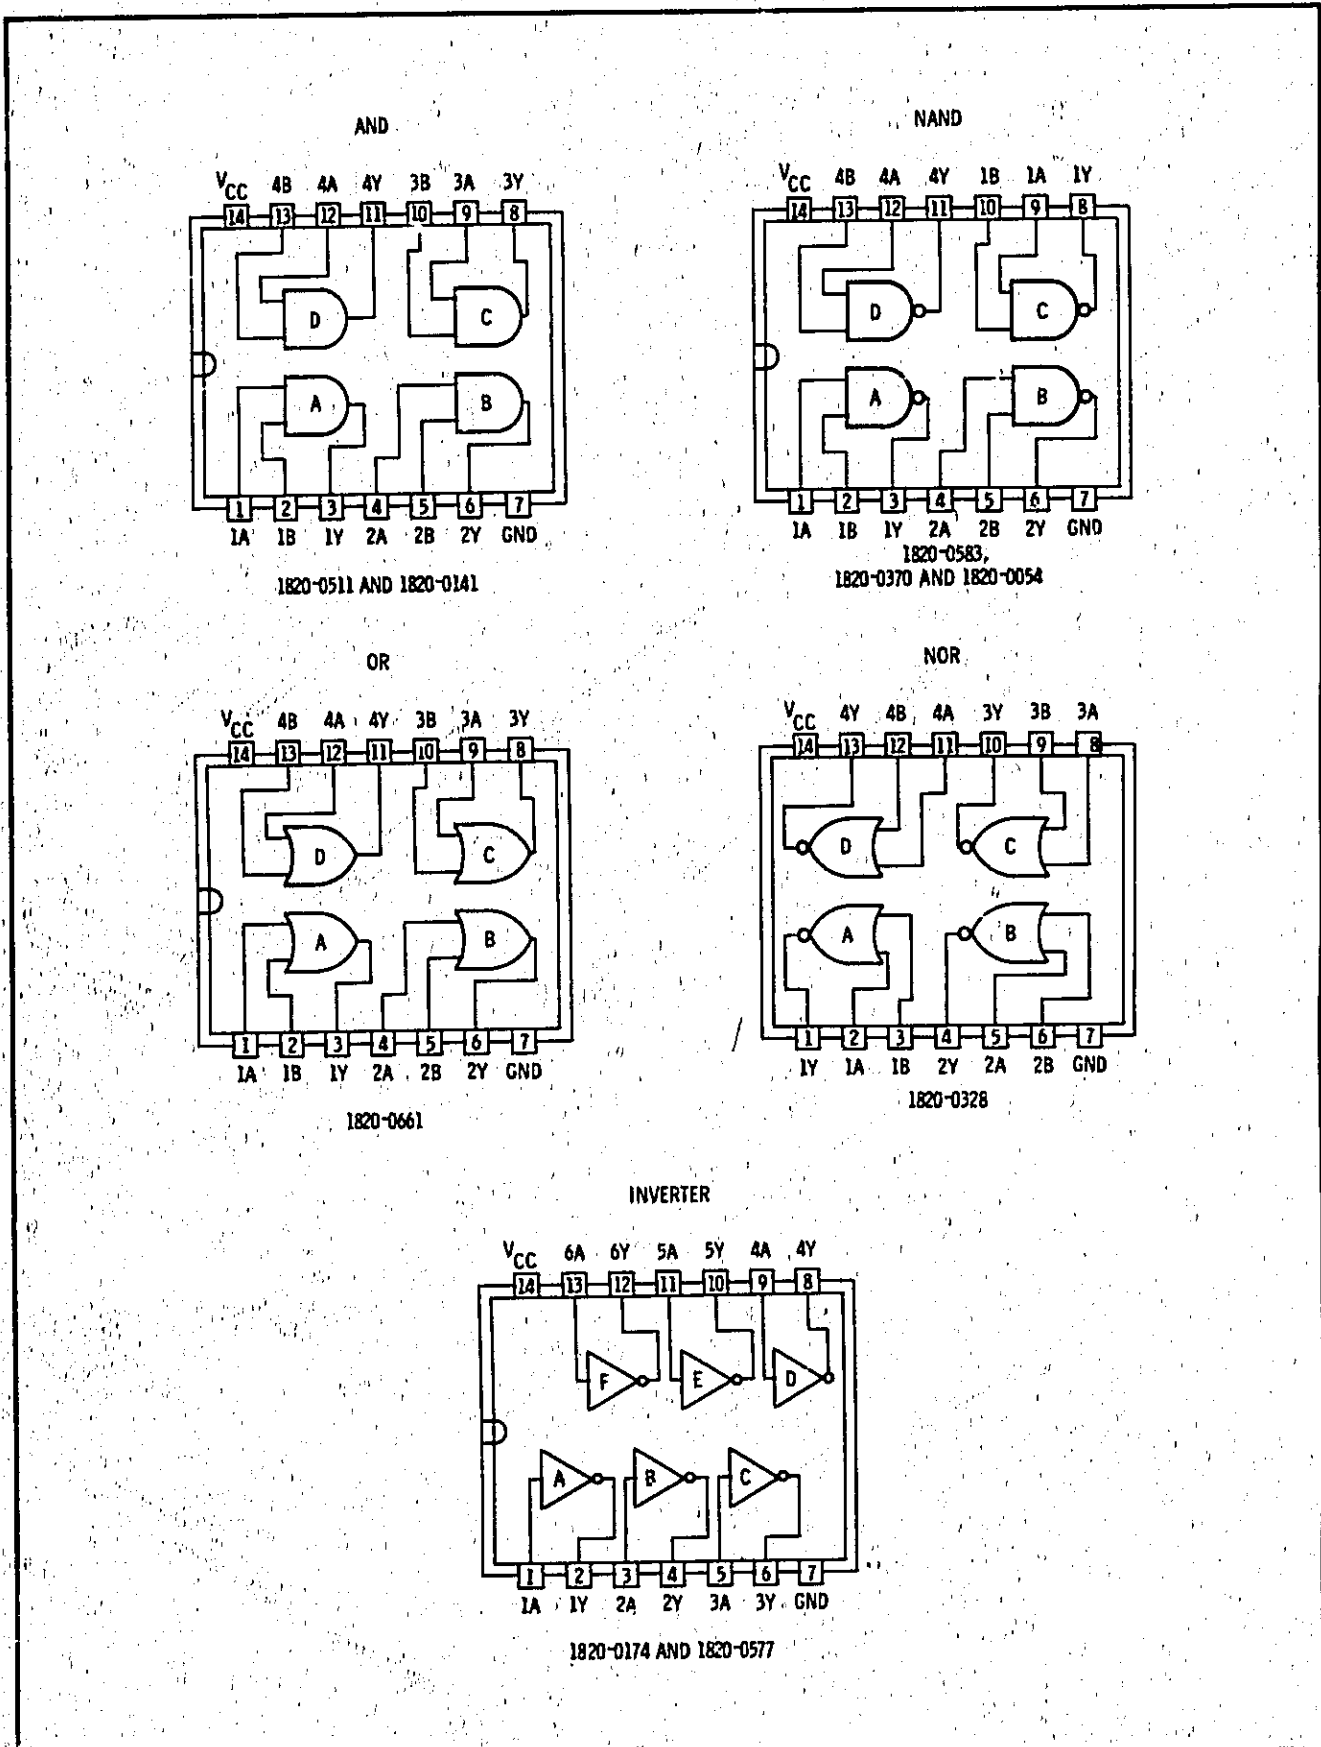 AND
VCC 4B 4A 4Y 3B 3A 3Y
14 13 12 11 10 9 8
D C
A B
1 2 3 4 5 6 7
1A 1B 1Y 2A 2B 2Y GND
1820-0511 AND 1820-0141
NAND
VCC 4B 4A 4Y 1B 1A 1Y
14 13 12 11 10 9 8
D C
A B
1 2 3 4 5 6 7
1A 1B 1Y 2A 2B 2Y GND
1820-0583,
1820-0370 AND 1820-0054
OR
VCC 4B 4A 4Y 3B 3A 3Y
14 13 12 11 10 9 8
D C
A B
1 2 3 4 5 6 7
1A 1B 1Y 2A 2B 2Y GND
1820-0661
NOR
VCC 4Y 4B 4A 3Y 3B 3A
14 13 12 11 10 9 8
D C
A B
1 2 3 4 5 6 7
1Y 1A 1B 2Y 2A 2B GND
1820-0328
INVERTER
VCC 6A 6Y 5A 5Y 4A 4Y
14 13 12 11 10 9 8
F E D
A B C
1 2 3 4 5 6 7
1A 1Y 2A 2Y 3A 3Y GND
1820-0174 AND 1820-0577